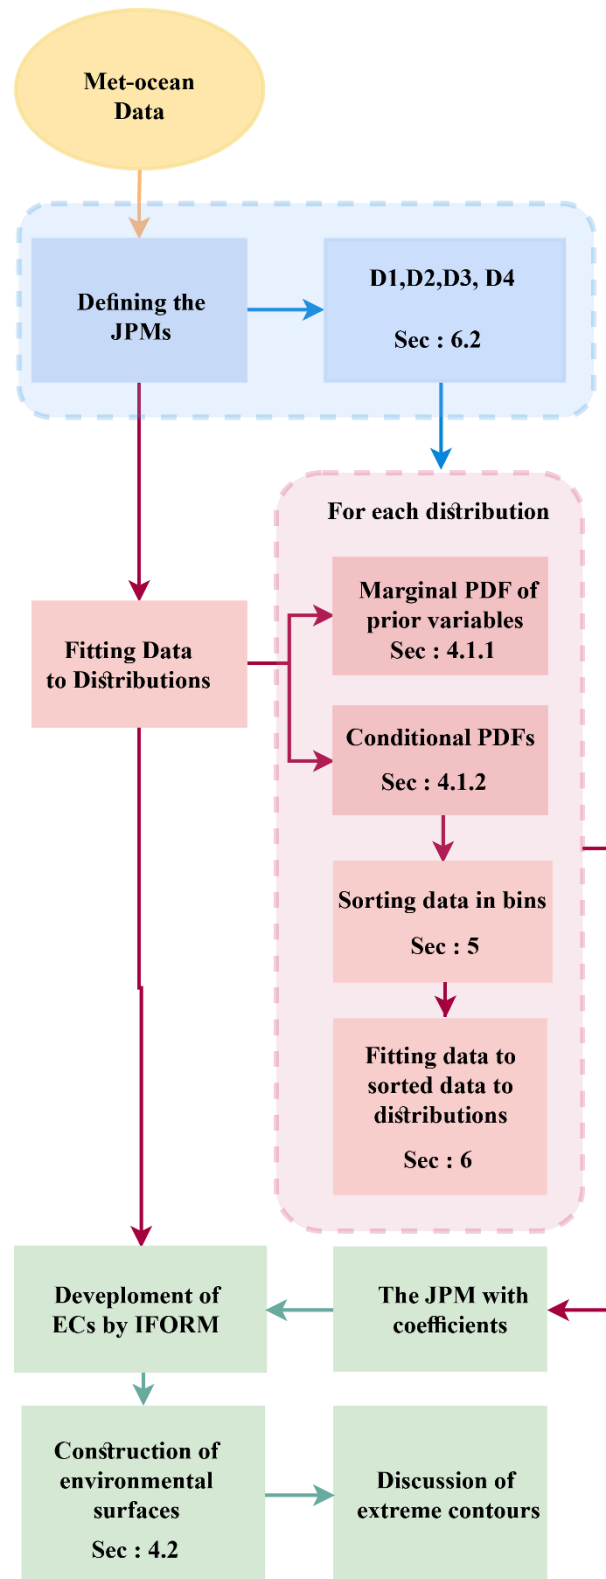 Met-ocean
Data
Defining the
JPMs
D1,D2,D3, D4
Sec : 6.2
For each distribution
Marginal PDF of
prior variables
Sec : 4.1.1
Fitting Data
to Distributions
Conditional PDFs
Sec : 4.1.2
Sorting data in bins
Sec : 5
Fitting data to
sorted data to
distributions
Sec : 6
Deveploment of
ECs by IFORM
The JPM with
coefficients
Construction of
environmental
surfaces
Sec : 4.2
Discussion of
extreme contours